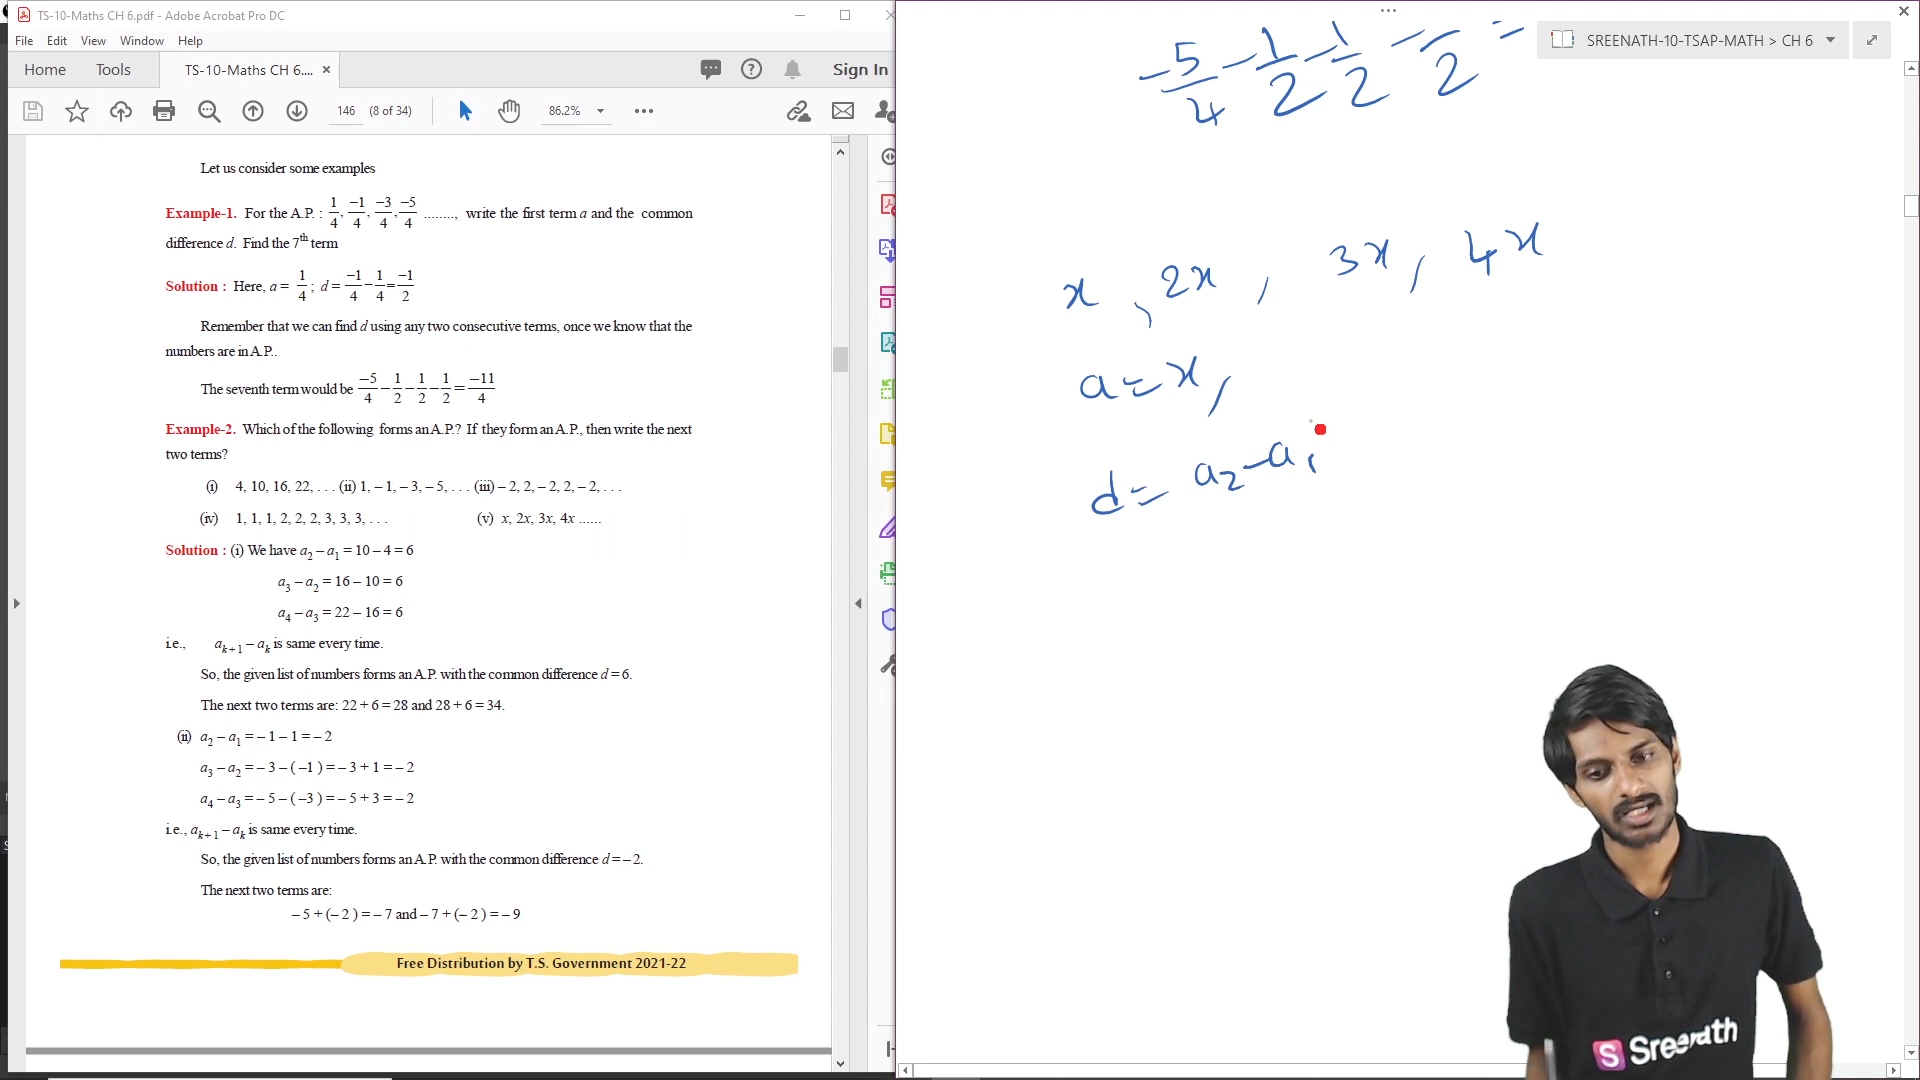 TS-10-Maths CH 6.pdf - Adobe Acrobat Pro DC
File Edit View Window Help
Home Tools TS-10-Maths CH 6.... × Sign In
146 (8 of 34) 86.2%
Let us consider some examples
Example-1. For the A.P. : 1/4, -1/4, -3/4, -5/4 ........, write the first term a and the common
difference d. Find the 7th term
Solution : Here, a = 1/4 ; d = -1/4 - 1/4 = -1/2
Remember that we can find d using any two consecutive terms, once we know that the
numbers are in A.P..
The seventh term would be -5/4 - 1/2 - 1/2 - 1/2 = -11/4
Example-2. Which of the following forms an A.P.? If they form an A.P., then write the next
two terms?
(i) 4, 10, 16, 22, . . . (ii) 1, – 1, – 3, – 5, . . . (iii) – 2, 2, – 2, 2, – 2, . . .
(iv) 1, 1, 1, 2, 2, 2, 3, 3, 3, . . . (v) x, 2x, 3x, 4x ......
Solution : (i) We have a₂ – a₁ = 10 – 4 = 6
a₃ – a₂ = 16 – 10 = 6
a₄ – a₃ = 22 – 16 = 6
i.e., aₖ₊₁ – aₖ is same every time.
So, the given list of numbers forms an A.P. with the common difference d = 6.
The next two terms are: 22 + 6 = 28 and 28 + 6 = 34.
(ii) a₂ – a₁ = – 1 – 1 = – 2
a₃ – a₂ = – 3 – ( –1 ) = – 3 + 1 = – 2
a₄ – a₃ = – 5 – ( –3 ) = – 5 + 3 = – 2
i.e., aₖ₊₁ – aₖ is same every time.
So, the given list of numbers forms an A.P. with the common difference d = – 2.
The next two terms are:
– 5 + (– 2 ) = – 7 and – 7 + (– 2 ) = – 9
Free Distribution by T.S. Government 2021-22
SREENATH-10-TSAP-MATH > CH 6
-5/4 - 1/2 - 1/2 - /2 =
x, 2x, 3x, 4x
a = x,
d = a₂ - a₁
S Sreenath